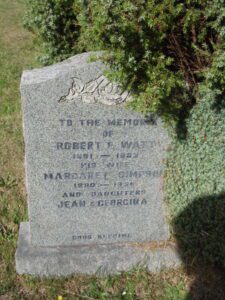 TO THE MEMORY
OF
ROBERT F. WATT
HIS WIFE
MARGARET SIMPSON
AND DAUGHTERS
JEAN & GEORGINA